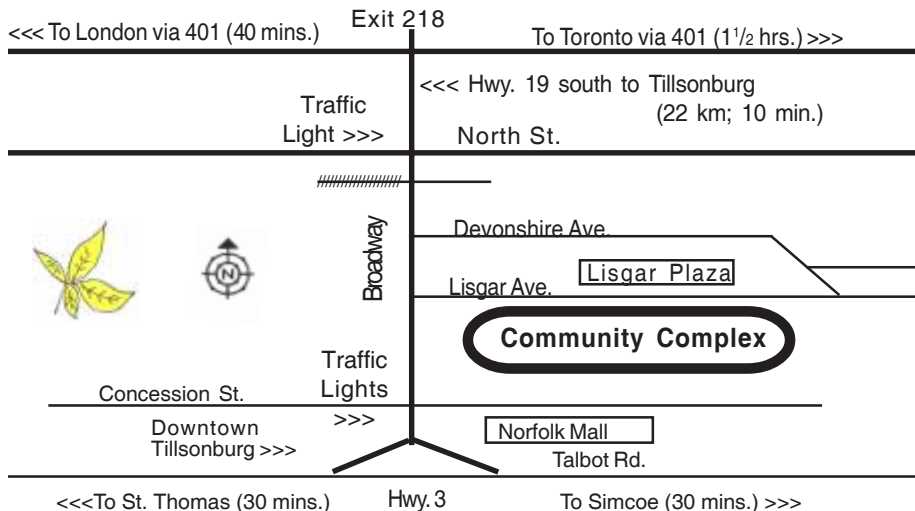 Exit 218
<<< To London via 401 (40 mins.)
To Toronto via 401 (1 1/2 hrs.) >>>
<<< Hwy. 19 south to Tillsonburg
(22 km; 10 min.)
Traffic
Light >>>
North St.
Broadway
Devonshire Ave.
N
Lisgar Plaza
Lisgar Ave.
Community Complex
Traffic
Lights
>>>
Concession St.
Downtown
Tillsonburg >>>
Norfolk Mall
Talbot Rd.
<<<To St. Thomas (30 mins.)
Hwy. 3
To Simcoe (30 mins.) >>>